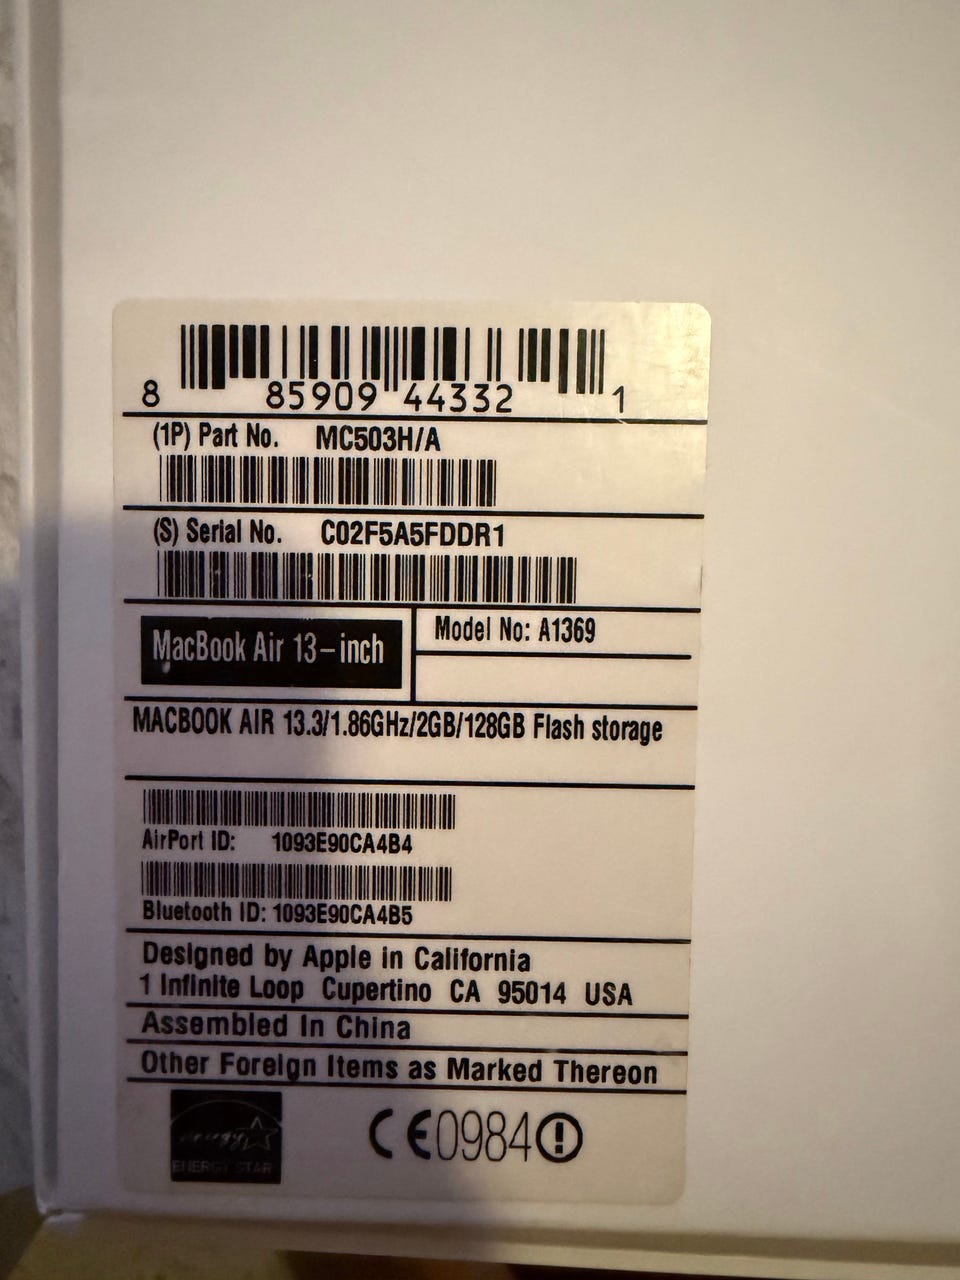 8 85909 44332 1
(1P) Part No. MC503H/A
(S) Serial No. C02F5A5FDDR1
MacBook Air 13-inch
Model No: A1369
MACBOOK AIR 13.3/1.86GHz/2GB/128GB Flash storage
AirPort ID: 1093E90CA4B4
Bluetooth ID: 1093E90CA4B5
Designed by Apple in California
1 Infinite Loop Cupertino CA 95014 USA
Assembled In China
Other Foreign Items as Marked Thereon
energy
ENERGY STAR
CE0984